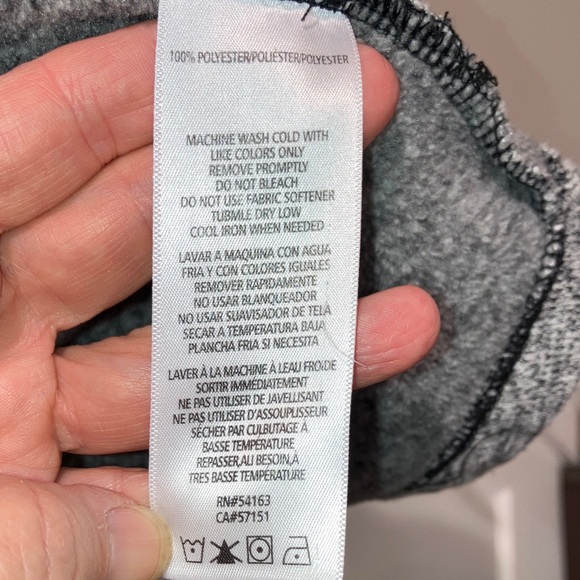 100% POLYESTER/POLIESTER/POLYESTER
MACHINE WASH COLD WITH
LIKE COLORS ONLY
REMOVE PROMPTLY
DO NOT BLEACH
DO NOT USE FABRIC SOFTENER
TUBMLE DRY LOW
COOL IRON WHEN NEEDED
LAVAR A MAQUINA CON AGUA
FRIA Y CON COLORES IGUALES
REMOVER RAPIDAMENTE
NO USAR BLANQUEADOR
NO USAR SUAVISADOR DE TELA
SECAR A TEMPERATURA BAJA
PLANCHA FRIA SI NECESITA
LAVER À LA MACHINE À LEAU FROIDE
SORTIR IMMÉDIATEMENT
NE PAS UTILISER DE JAVELLISANT
NE PAS UTILISER D'ASSOUPLISSEUR
SÉCHER PAR CULBUTAGE À
BASSE TEMPÉRATURE
REPASSER,AU BESOIN,À
TRES BASSE TEMPÉRATURE
RN#54163
CA#57151